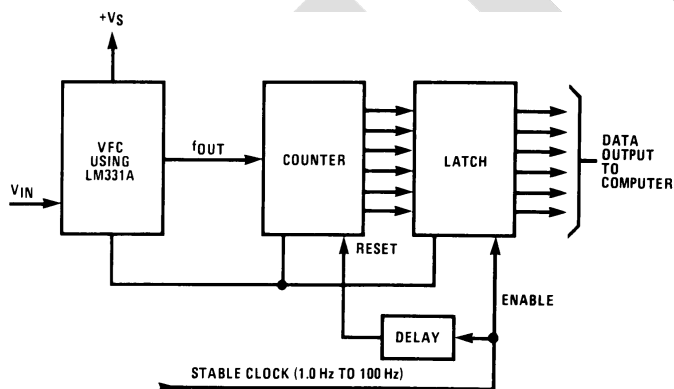 +VS
VFC
USING
LM331A
fOUT
COUNTER
LATCH
DATA
OUTPUT
TO
COMPUTER
VIN
RESET
ENABLE
DELAY
STABLE CLOCK (1.0 Hz TO 100 Hz)